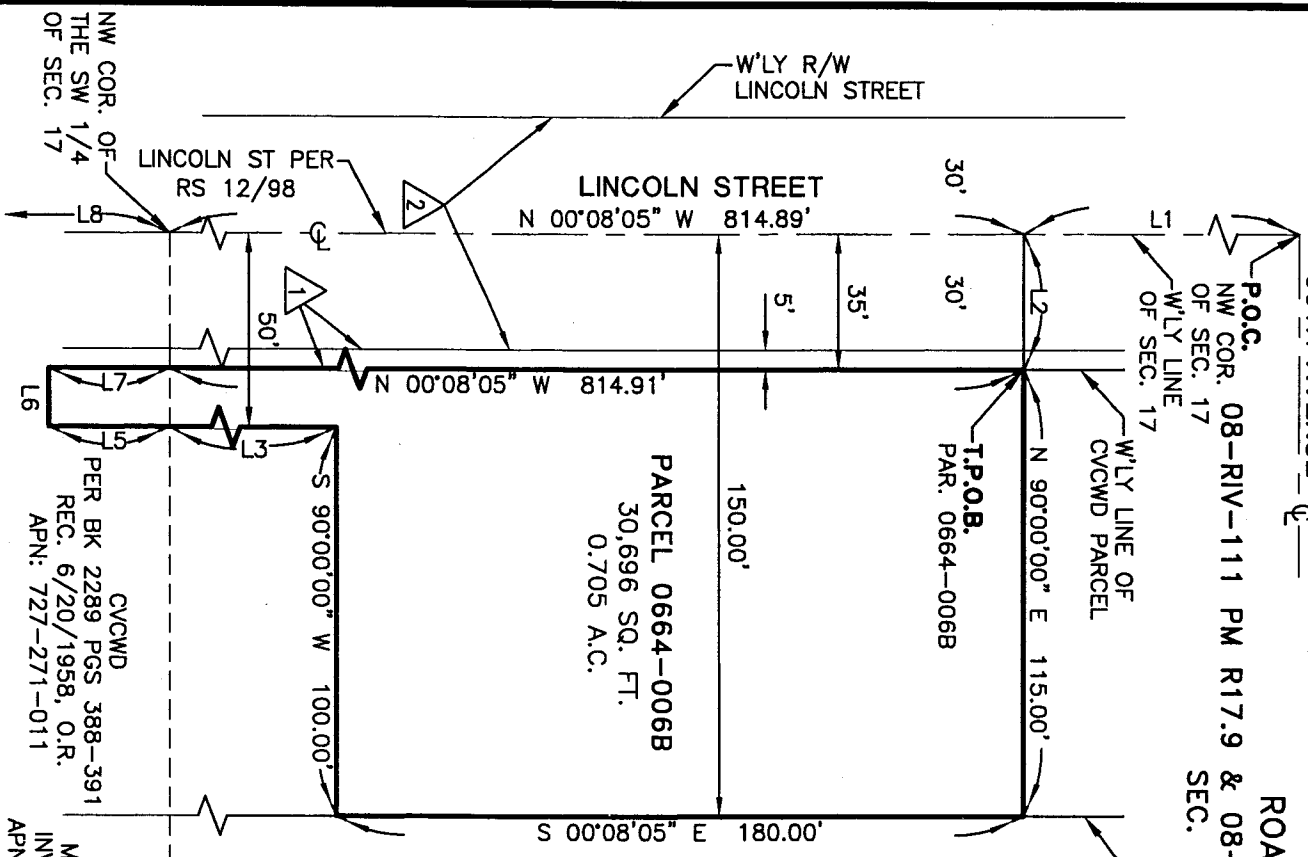 NW COR. OF
THE SW 1/4
OF SEC. 17
W'LY R/W
LINCOLN STREET
LINCOLN ST PER
RS 12/98
2
LINCOLN STREET
N 00°08'05" W 814.89'
30'
L1
L8
℄
P.O.C.
NW COR.
OF SEC. 17
W'LY LINE
OF SEC. 17
08-RIV-111 PM R17.9 & 08-
SEC.
ROA
℄
1
50'
5'
35'
30'
L2
L7
N 00°08'05" W 814.91'
L6
L5
L3
W'LY LINE OF
CVCWD PARCEL
T.P.O.B.
PAR. 0664-006B
N 90°00'00" E 115.00'
150.00'
PARCEL 0664-006B
30,696 SQ. FT.
0.705 A.C.
S 90°00'00" W 100.00'
CVCWD
PER BK 2289 PGS 388-391
REC. 6/20/1958, O.R.
APN: 727-271-011
S 00°08'05" E 180.00'
M
INV
APN